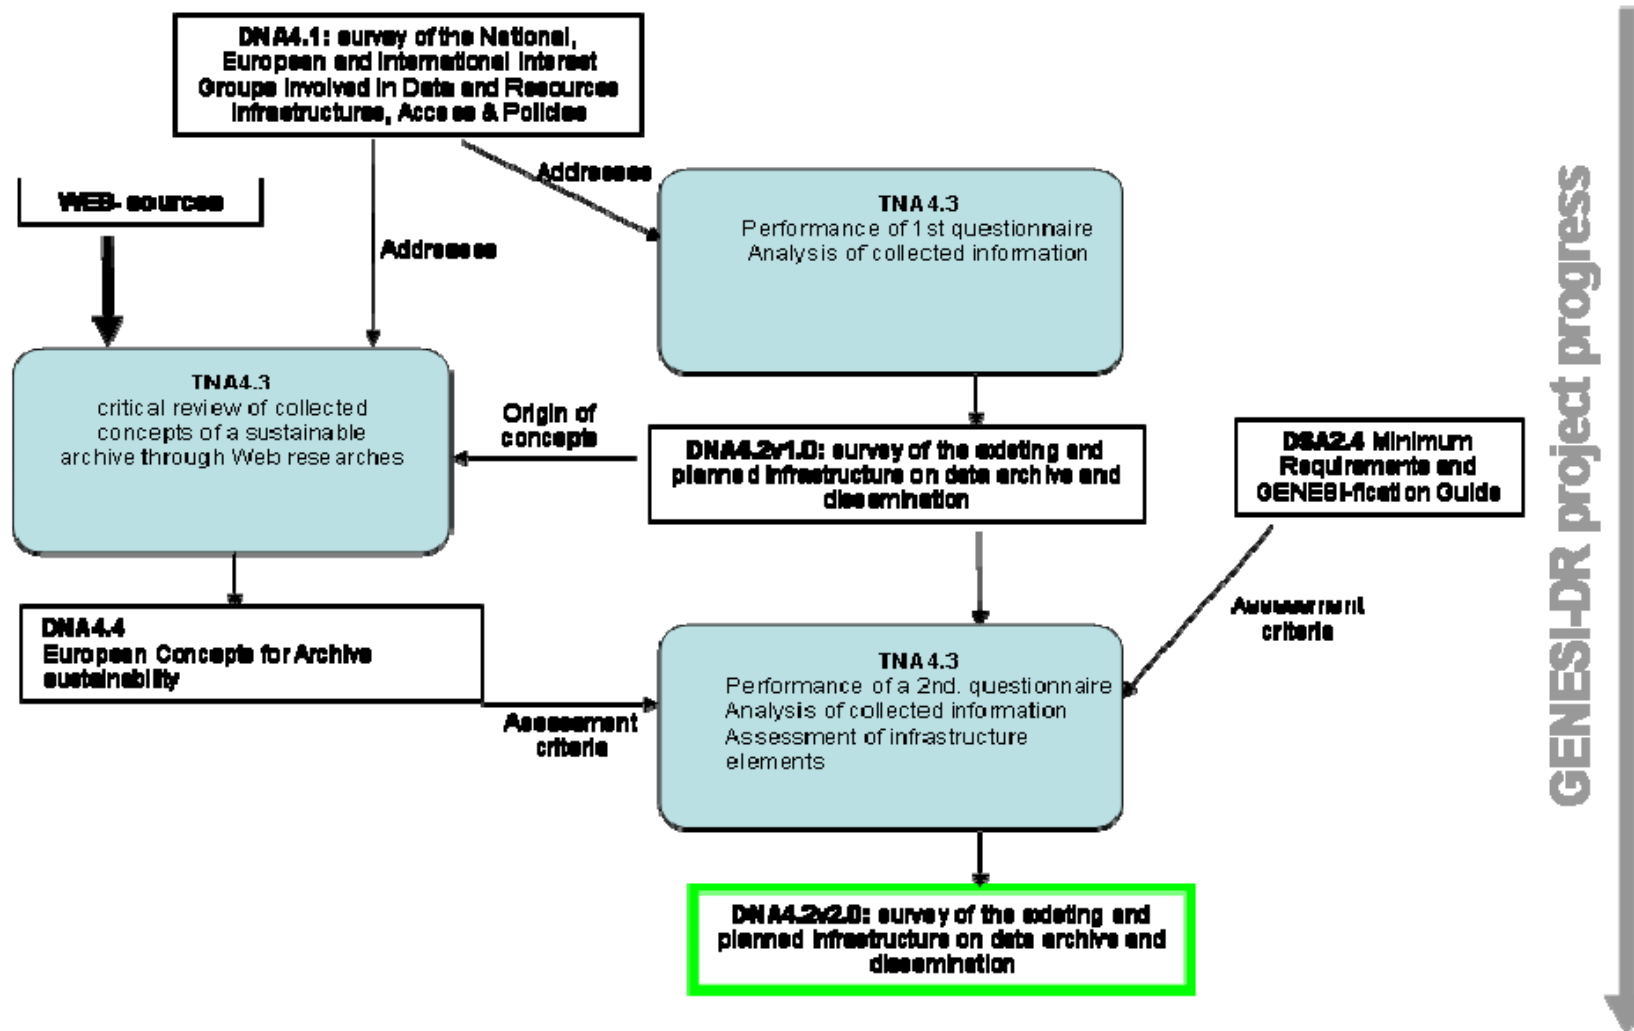 DNA4.1: survey of the National,
European and International Interest
Groups Involved in Data and Resources
Infrastructures, Access & Policies
Addresses
WEB- sources
TNA4.3
Performance of 1st questionnaire
Analysis of collected information
Addresses
TNA4.3
critical review of collected
concepts of a sustainable
archive through Web researches
Origin of
concepts
DNA4.2v1.0: survey of the existing and
planned infrastructure on data archive and
dissemination
DSA2.4 Minimum
Requirements and
GENESI-fication Guide
DNA4.4
European Concepts for Archive
sustainability
Assessment
criteria
TNA4.3
Performance of a 2nd. questionnaire
Analysis of collected information
Assessment of infrastructure
elements
Assessment
criteria
DNA4.2v2.0: survey of the existing and
planned infrastructure on data archive and
dissemination
GENESI-DR project progress